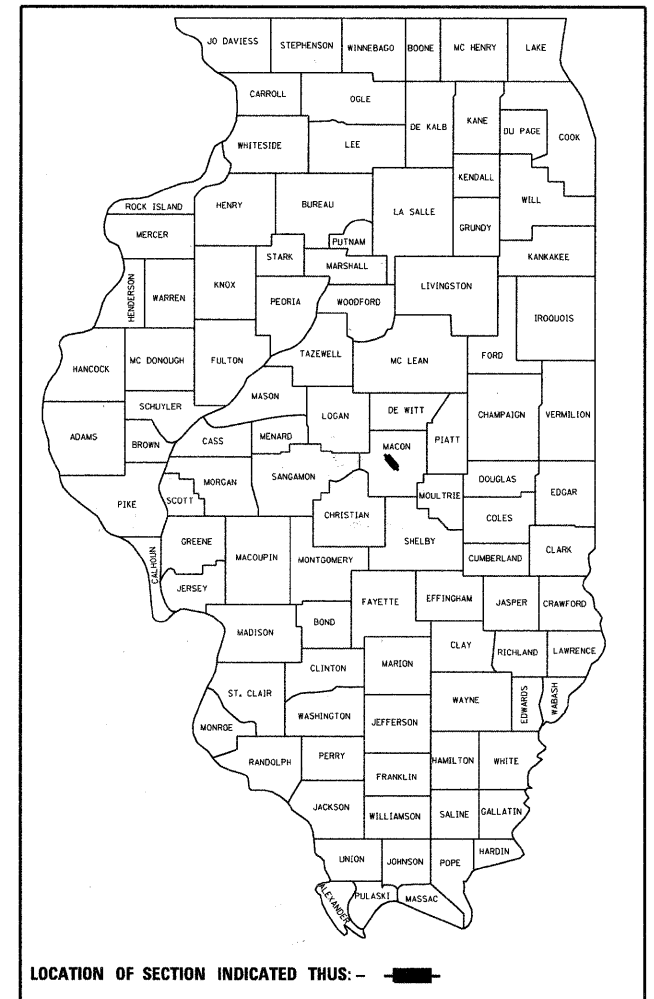 JO DAVIESS STEPHENSON WINNEBAGO BOONE MC HENRY LAKE
CARROLL OGLE
DE KALB KANE DU PAGE COOK
WHITESIDE LEE
KENDALL WILL
ROCK ISLAND HENRY BUREAU LA SALLE
GRUNDY
MERCER PUTNAM
STARK MARSHALL KANKAKEE
HENDERSON WARREN KNOX PEORIA WOODFORD LIVINGSTON IROQUOIS
HANCOCK MC DONOUGH FULTON TAZEWELL MC LEAN FORD
MASON
SCHUYLER LOGAN DE WITT CHAMPAIGN VERMILION
ADAMS BROWN CASS MENARD MACON PIATT
MORGAN SANGAMON DOUGLAS
PIKE SCOTT MOULTRIE EDGAR
CHRISTIAN COLES
GREENE SHELBY
CALHOUN MACOUPIN MONTGOMERY CUMBERLAND CLARK
JERSEY
FAYETTE EFFINGHAM JASPER CRAWFORD
MADISON BOND
CLAY RICHLAND LAWRENCE
CLINTON MARION
ST. CLAIR WAYNE EDWARDS WABASH
WASHINGTON JEFFERSON
MONROE
RANDOLPH PERRY HAMILTON WHITE
FRANKLIN
JACKSON WILLIAMSON SALINE GALLATIN
UNION JOHNSON POPE HARDIN
ALEXANDER PULASKI MASSAC
LOCATION OF SECTION INDICATED THUS: -